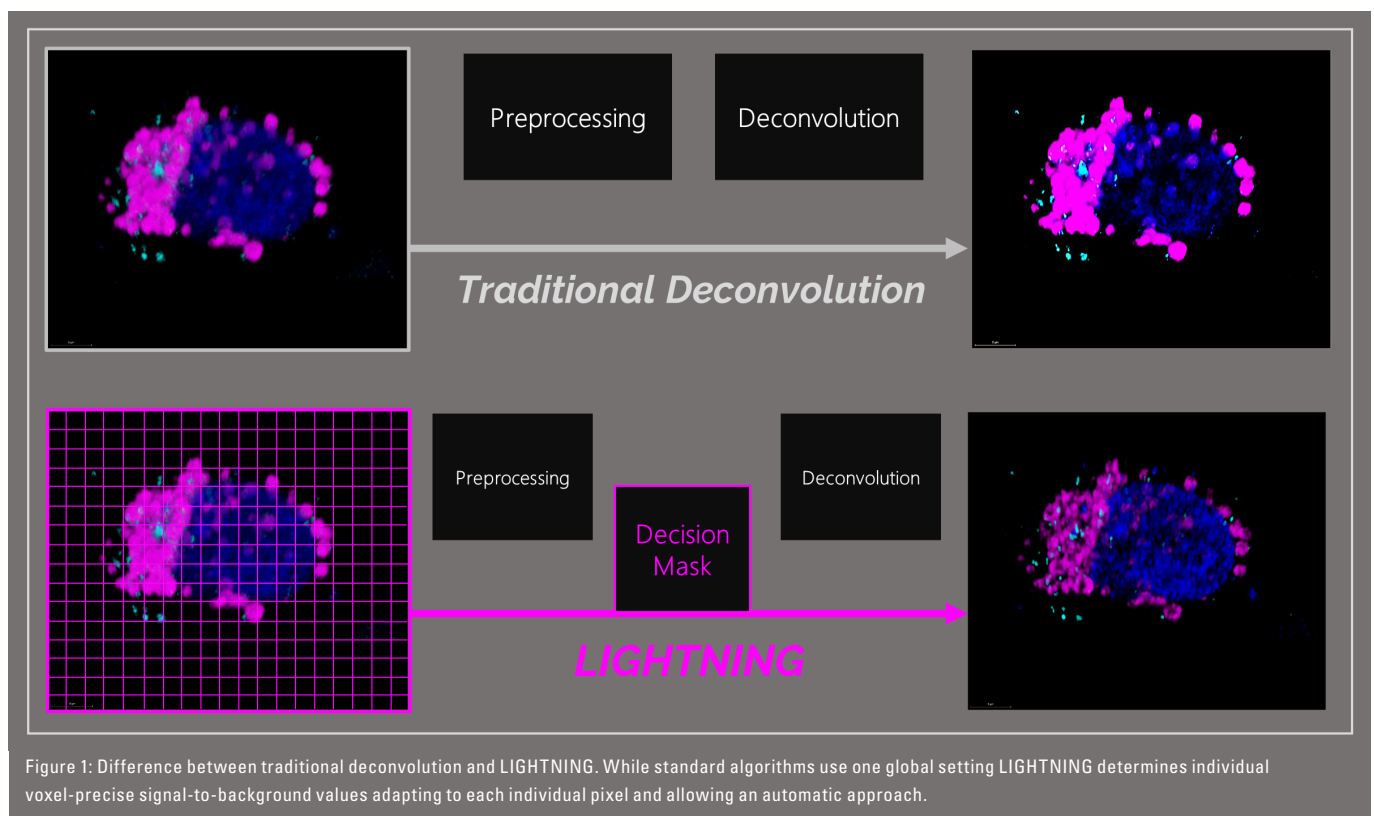 Preprocessing
Deconvolution
Traditional Deconvolution
Preprocessing
Deconvolution
Decision
Mask
LIGHTNING
Figure 1: Difference between traditional deconvolution and LIGHTNING. While standard algorithms use one global setting LIGHTNING determines individual
voxel-precise signal-to-background values adapting to each individual pixel and allowing an automatic approach.